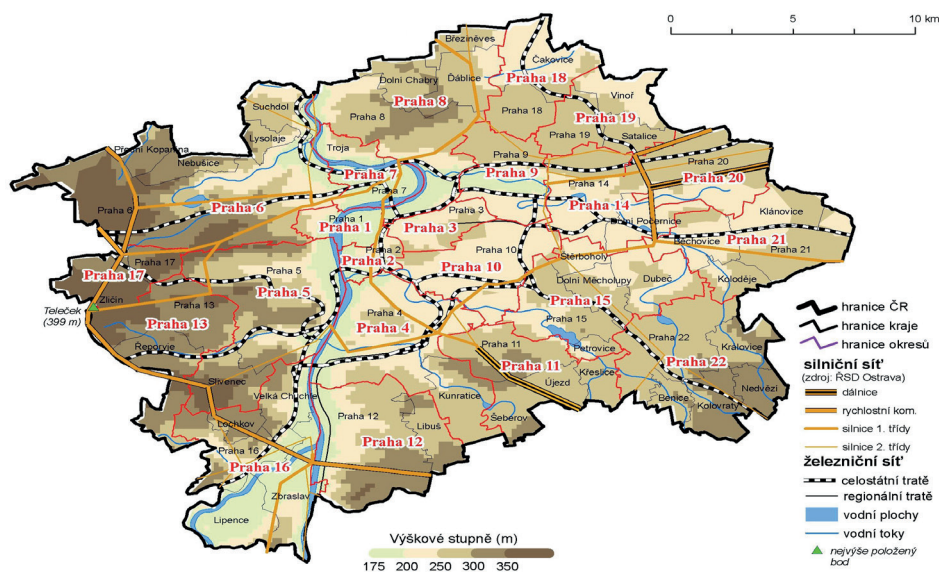 0 5 10 km
Březiněves
Čakovice
Praha 18
Ďáblice
Dolní Chabry
Praha 8
Vinoř
Suchdol
Praha 8
Praha 18
Praha 19
Lysolaje
Troja
Praha 19
Satalice
Přední Kopanina
Nebušice
Praha 9
Praha 20
Praha 7
Praha 9
Praha 20
Praha 7
Praha 14
Praha 6
Praha 6
Praha 14
Klánovice
Praha 1
Praha 3
Praha 1
Praha 3
Dolní Počernice
Běchovice
Praha 21
Praha 21
Praha 2
Praha 10
Štěrboholy
Praha 17
Praha 2
Praha 10
Praha 17
Praha 5
Dolní Měcholupy
Dubeč
Koloděje
Zličín
Praha 5
Praha 15
Teleček
(399 m)
Praha 13
Praha 4
Praha 15
Praha 13
Praha 4
Praha 22
Řeporyje
Praha 11
Petrovice
Královice
Praha 11
Praha 22
Křeslice
Slivenec
Újezd
Nedvězí
Velká Chuchle
Kunratice
Benice
Kolovraty
Praha 12
Šeberov
Lochkov
Libuš
Praha 12
Praha 16
Praha 16
Zbraslav
Lipence
Výškové stupně (m)
175 200 250 300 350
hranice ČR
hranice kraje
hranice okresů
silniční síť
(zdroj: ŘSD Ostrava)
dálnice
rychlostní kom.
silnice 1. třídy
silnice 2. třídy
železniční síť
celostátní tratě
regionální tratě
vodní plochy
vodní toky
nejvýše položený
bod